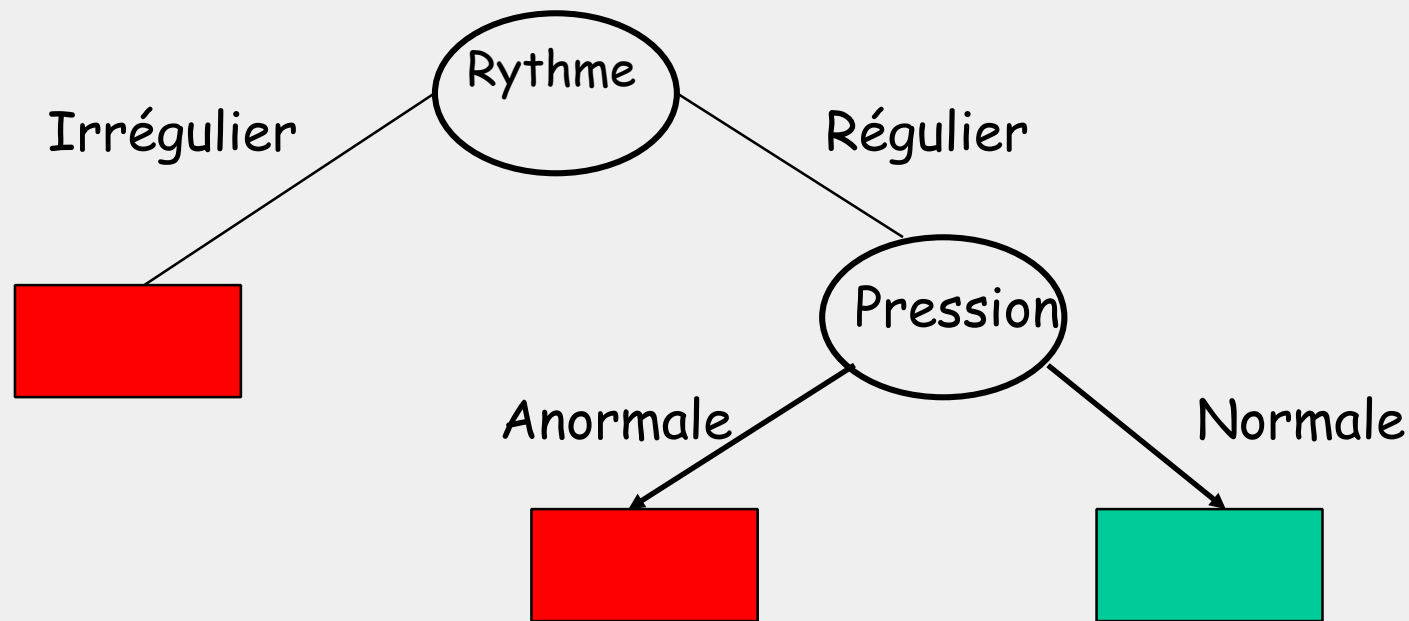 Rythme
Irrégulier
Régulier
Pression
Anormale
Normale